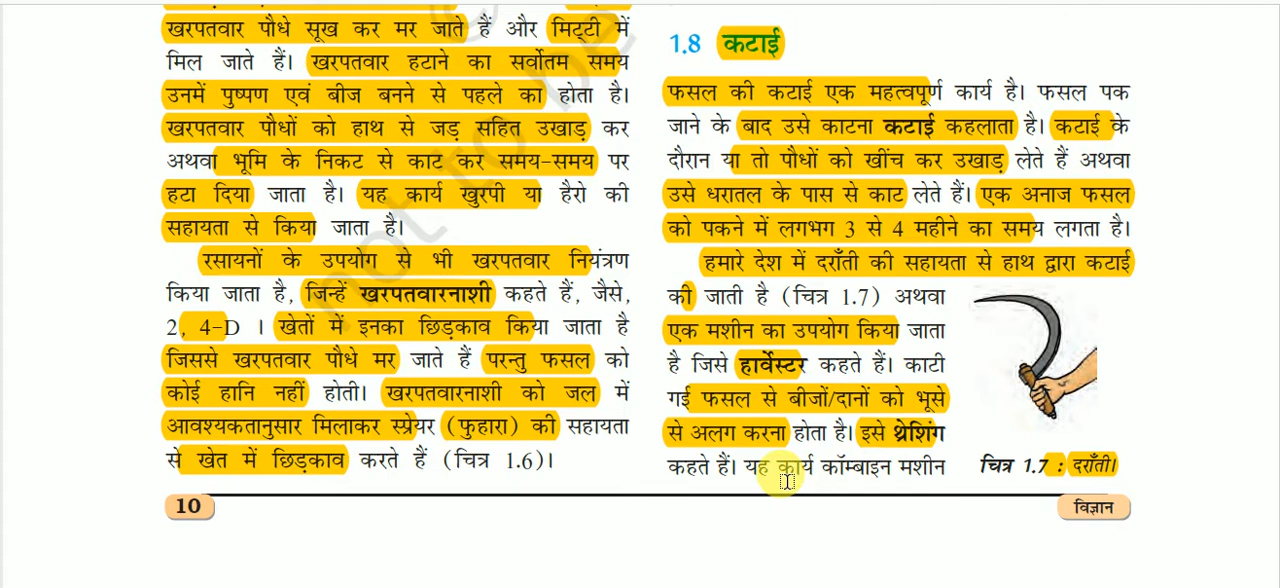 खरपतवार पौधे सूख कर मर जाते हैं और मिट्टी में
मिल जाते हैं। खरपतवार हटाने का सर्वोतम समय
उनमें पुष्पण एवं बीज बनने से पहले का होता है।
खरपतवार पौधों को हाथ से जड़ सहित उखाड़ कर
अथवा भूमि के निकट से काट कर समय-समय पर
हटा दिया जाता है। यह कार्य खुरपी या हैरो की
सहायता से किया जाता है।
रसायनों के उपयोग से भी खरपतवार नियंत्रण
किया जाता है, जिन्हें खरपतवारनाशी कहते हैं, जैसे,
2, 4-D । खेतों में इनका छिड़काव किया जाता है
जिससे खरपतवार पौधे मर जाते हैं परन्तु फसल को
कोई हानि नहीं होती। खरपतवारनाशी को जल में
आवश्यकतानुसार मिलाकर स्प्रेयर (फुहारा) की सहायता
से खेत में छिड़काव करते हैं (चित्र 1.6)।
1.8 कटाई
फसल की कटाई एक महत्वपूर्ण कार्य है। फसल पक
जाने के बाद उसे काटना कटाई कहलाता है। कटाई के
दौरान या तो पौधों को खींच कर उखाड़ लेते हैं अथवा
उसे धरातल के पास से काट लेते हैं। एक अनाज फसल
को पकने में लगभग 3 से 4 महीने का समय लगता है।
हमारे देश में दराँती की सहायता से हाथ द्वारा कटाई
की जाती है (चित्र 1.7) अथवा
एक मशीन का उपयोग किया जाता
है जिसे हार्वेस्टर कहते हैं। काटी
गई फसल से बीजों/दानों को भूसे
से अलग करना होता है। इसे थ्रेशिंग
कहते हैं। यह कार्य कॉम्बाइन मशीन
चित्र 1.7 : दराँती।
10
विज्ञान
not to be